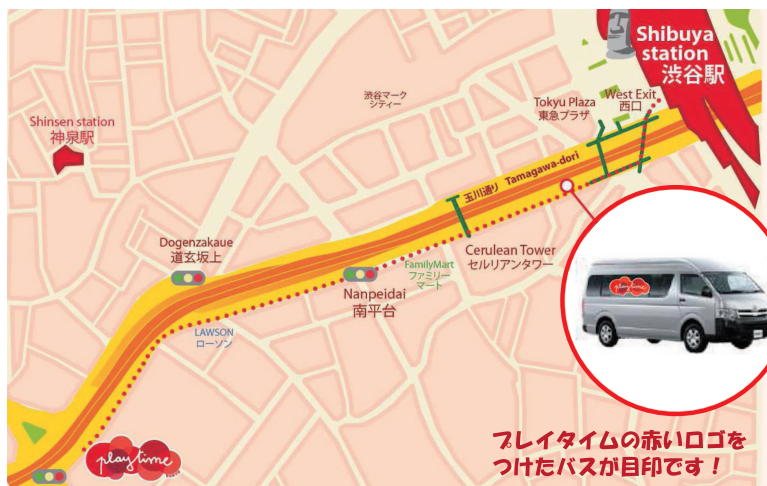 Shibuya
station
渋谷駅
West Exit
西口
Tokyu Plaza
東急プラザ
渋谷マーク
シティー
Shinsen station
神泉駅
玉川通り Tamagawa-dori
Dogenzakaue
道玄坂上
Cerulean Tower
セルリアンタワー
FamilyMart
ファミリー
マート
Nanpeidai
南平台
LAWSON
ローソン
playtime
playtime
プレイタイムの赤いロゴを
つけたバスが目印です！